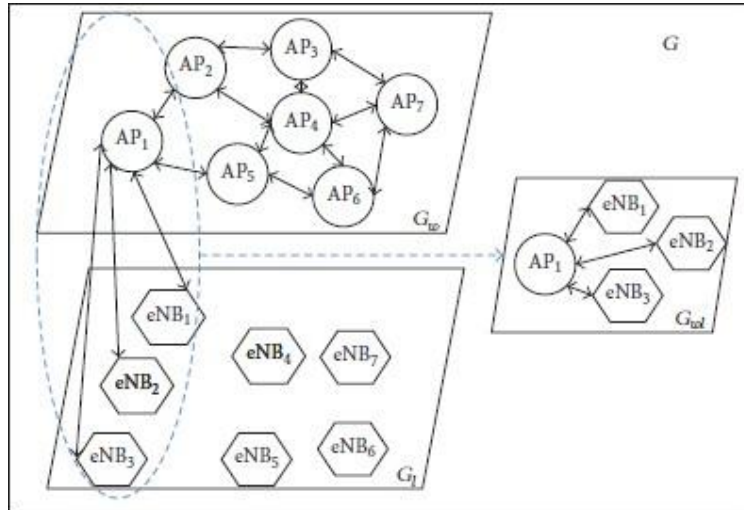 G
AP3
AP2
AP7
AP4
AP1
AP5
AP6
Gw
eNB1
eNB2
AP1
eNB3
Gwl
eNB1
eNB4
eNB7
eNB2
eNB3
eNB5
eNB6
Gl